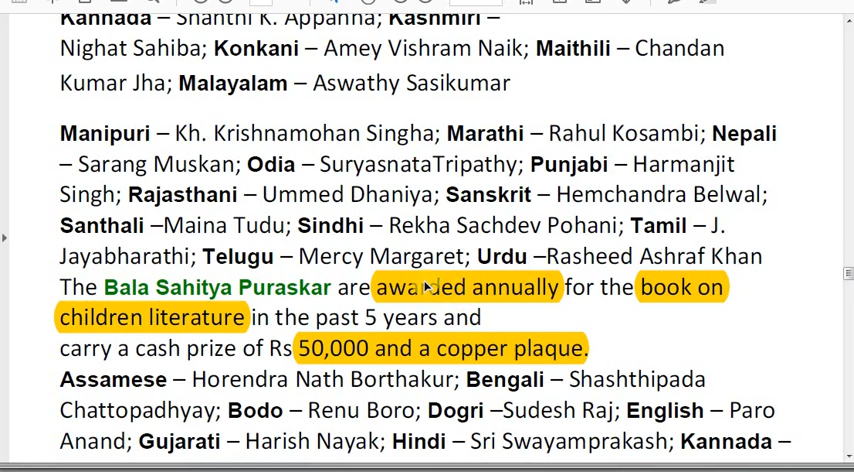 Kannada – Shanthi K. Appanna; Kashmiri –
Nighat Sahiba; Konkani – Amey Vishram Naik; Maithili – Chandan
Kumar Jha; Malayalam – Aswathy Sasikumar
Manipuri – Kh. Krishnamohan Singha; Marathi – Rahul Kosambi; Nepali
– Sarang Muskan; Odia – SuryasnataTripathy; Punjabi – Harmanjit
Singh; Rajasthani – Ummed Dhaniya; Sanskrit – Hemchandra Belwal;
Santhali –Maina Tudu; Sindhi – Rekha Sachdev Pohani; Tamil – J.
Jayabharathi; Telugu – Mercy Margaret; Urdu –Rasheed Ashraf Khan
The Bala Sahitya Puraskar are awarded annually for the book on
children literature in the past 5 years and
carry a cash prize of Rs 50,000 and a copper plaque.
Assamese – Horendra Nath Borthakur; Bengali – Shashthipada
Chattopadhyay; Bodo – Renu Boro; Dogri –Sudesh Raj; English – Paro
Anand; Gujarati – Harish Nayak; Hindi – Sri Swayamprakash; Kannada –